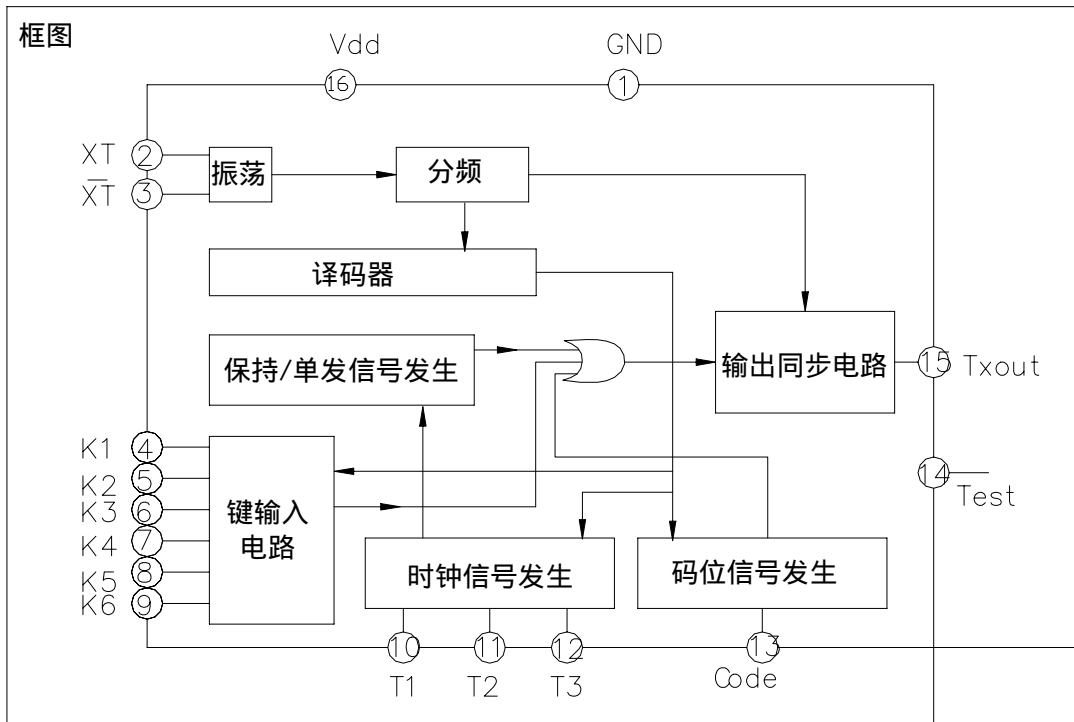 框图
Vdd
GND
16
1
XT
2
振荡
分频
X̅T̅
3
译码器
保持/单发信号发生
输出同步电路
15
Txout
K1
4
K2
5
K3
6
K4
7
K5
8
K6
9
键输入
电路
14
Test
时钟信号发生
码位信号发生
10
11
12
13
T1
T2
T3
Code